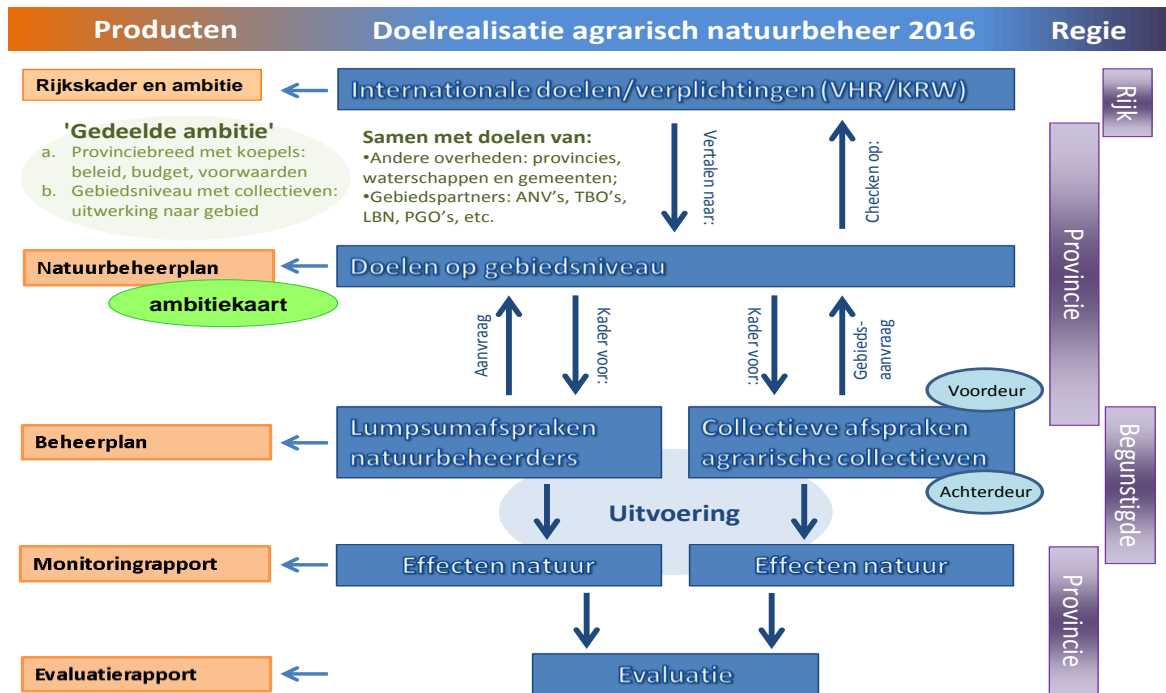 Producten
Doelrealisatie agrarisch natuurbeheer 2016
Regie
Rijkskader en ambitie
Internationale doelen/verplichtingen (VHR/KRW)
Rijk
'Gedeelde ambitie'
a. Provinciebreed met koepels:
beleid, budget, voorwaarden
b. Gebiedsniveau met collectieven:
uitwerking naar gebied
Samen met doelen van:
•Andere overheden: provincies,
waterschappen en gemeenten;
•Gebiedspartners: ANV's, TBO's,
LBN, PGO's, etc.
Vertalen naar:
Checken op:
Provincie
Natuurbeheerplan
ambitiekaart
Doelen op gebiedsniveau
Aanvraag
Kader voor:
Kader voor:
Gebieds-
aanvraag
Voordeur
Beheerplan
Lumpsumafspraken
natuurbeheerders
Collectieve afspraken
agrarische collectieven
Begunstigde
Achterdeur
Uitvoering
Monitoringrapport
Effecten natuur
Effecten natuur
Provincie
Evaluatierapport
Evaluatie